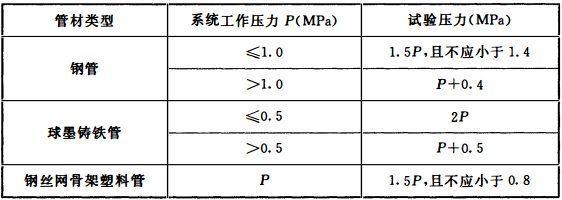 管材类型 系统工作压力 P(MPa) 试验压力(MPa)
钢管 ≤1.0 1.5P,且不应小于1.4
>1.0 P+0.4
球墨铸铁管 ≤0.5 2P
>0.5 P+0.5
钢丝网骨架塑料管 P 1.5P,且不应小于0.8